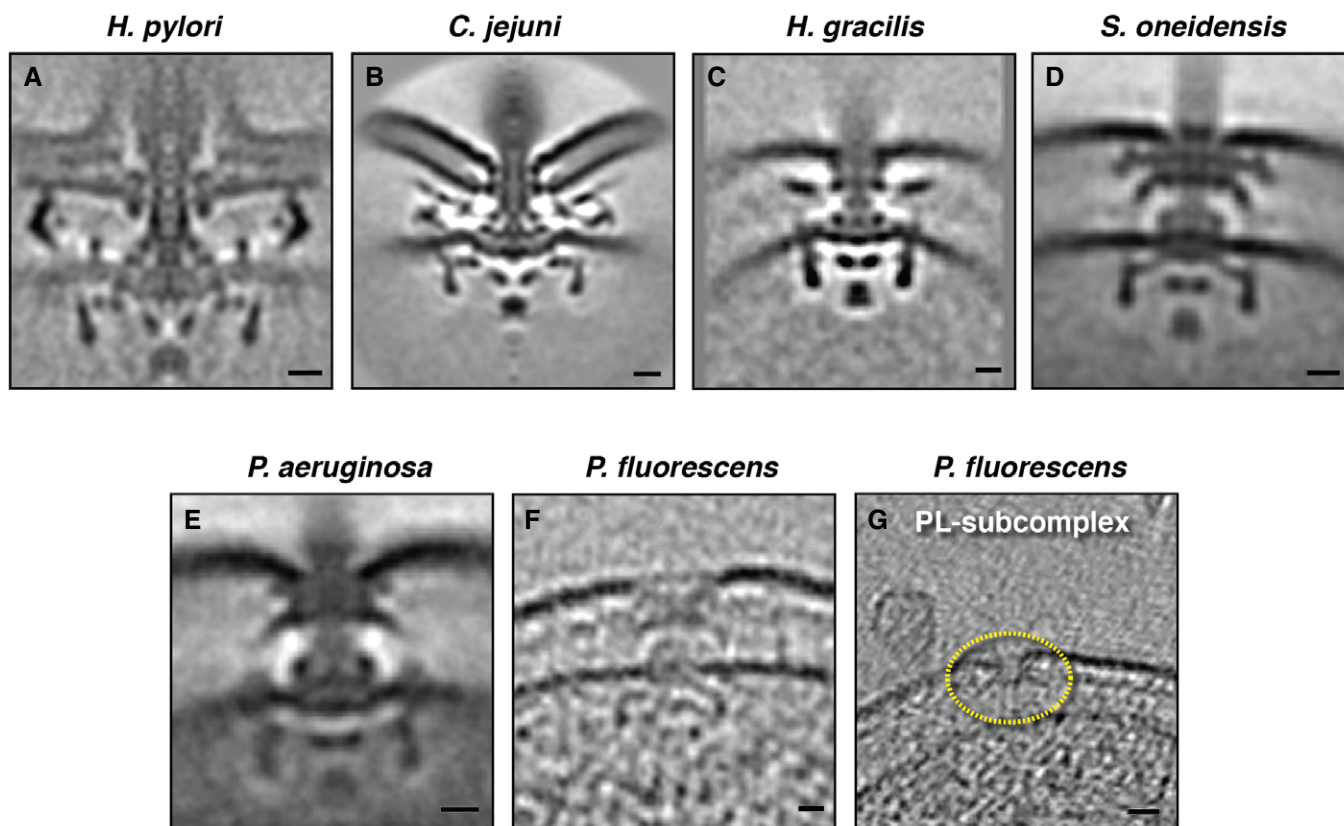 H. pylori
C. jejuni
H. gracilis
S. oneidensis
A
B
C
D
P. aeruginosa
P. fluorescens
P. fluorescens
E
F
G
PL-subcomplex